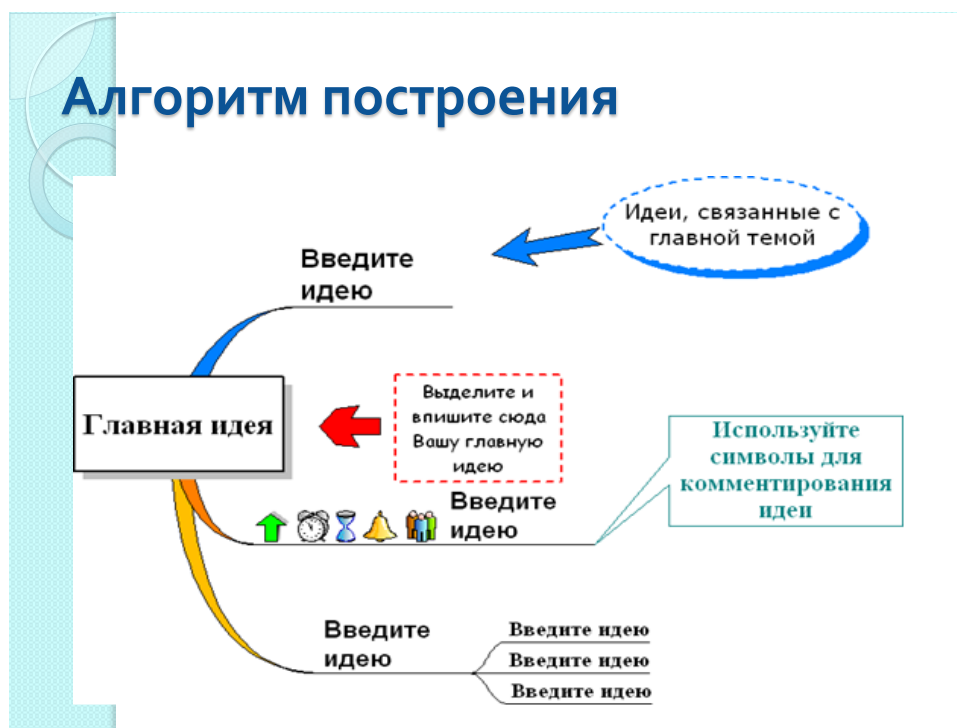 Алгоритм построения
Идеи, связанные с
главной темой
Введите
идею
Главная идея
Выделите и
впишите сюда
Вашу главную
идею
Используйте
символы для
комментирования
идеи
Введите
идею
Введите
идею
Введите идею
Введите идею
Введите идею